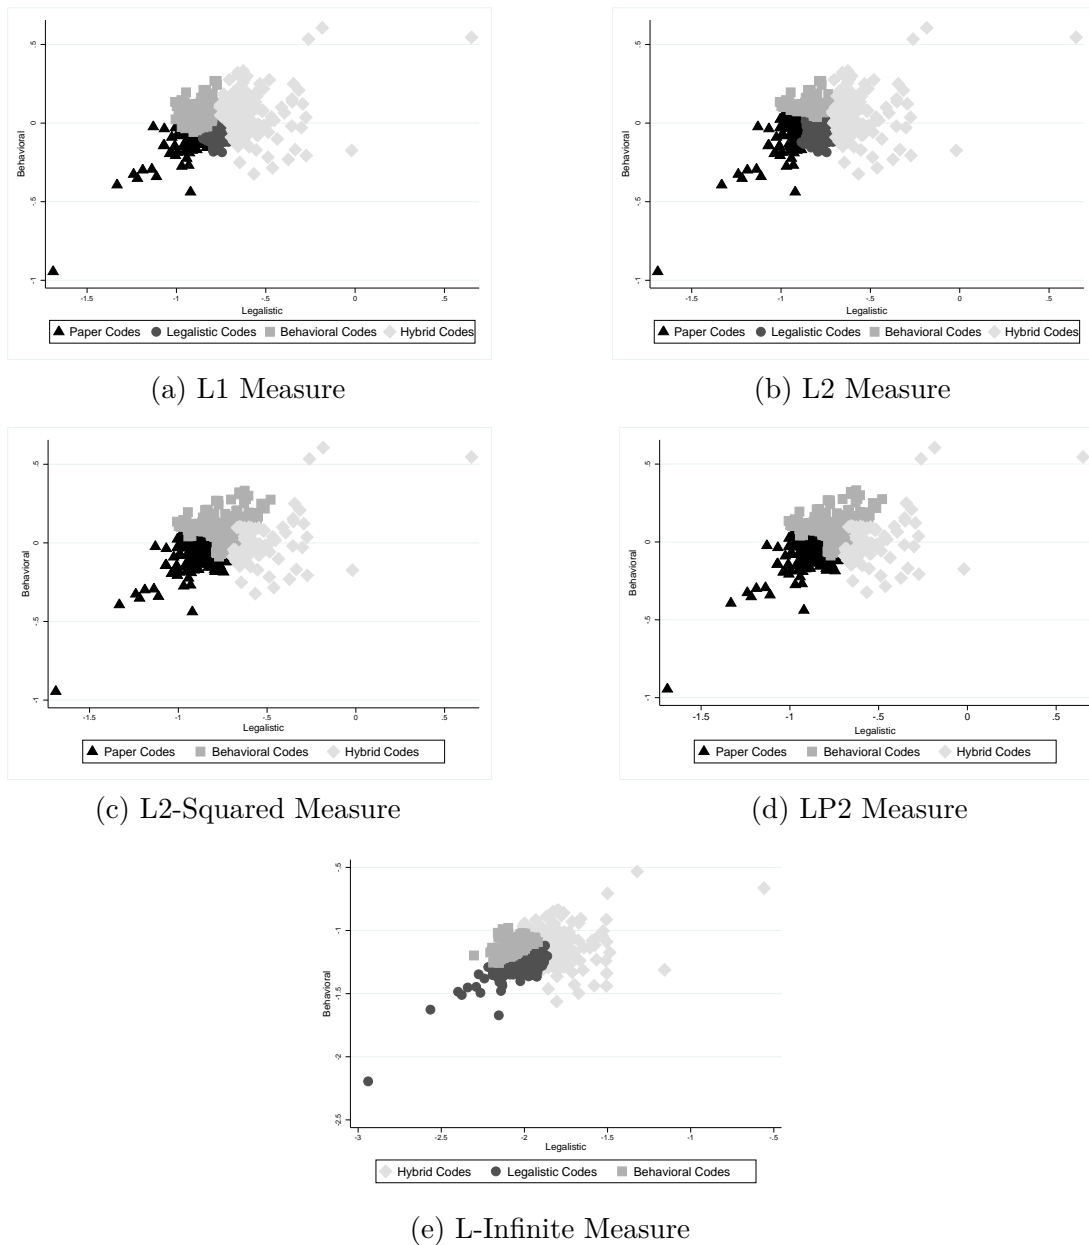 .5
0
-.5
-1
Behavioral
-1.5 -1 -.5 0 .5
Legalistic
Paper Codes Legalistic Codes Behavioral Codes Hybrid Codes
(a) L1 Measure
.5
0
-.5
-1
Behavioral
-1.5 -1 -.5 0 .5
Legalistic
Paper Codes Legalistic Codes Behavioral Codes Hybrid Codes
(b) L2 Measure
.5
0
-.5
-1
Behavioral
-1.5 -1 -.5 0 .5
Legalistic
Paper Codes Behavioral Codes Hybrid Codes
(c) L2-Squared Measure
.5
0
-.5
-1
Behavioral
-1.5 -1 -.5 0 .5
Legalistic
Paper Codes Behavioral Codes Hybrid Codes
(d) LP2 Measure
-.5
-1
-1.5
-2
-2.5
Behavioral
-3 -2 -1.5 -1 -.5
Legalistic
Hybrid Codes Legalistic Codes Behavioral Codes
(e) L-Infinite Measure